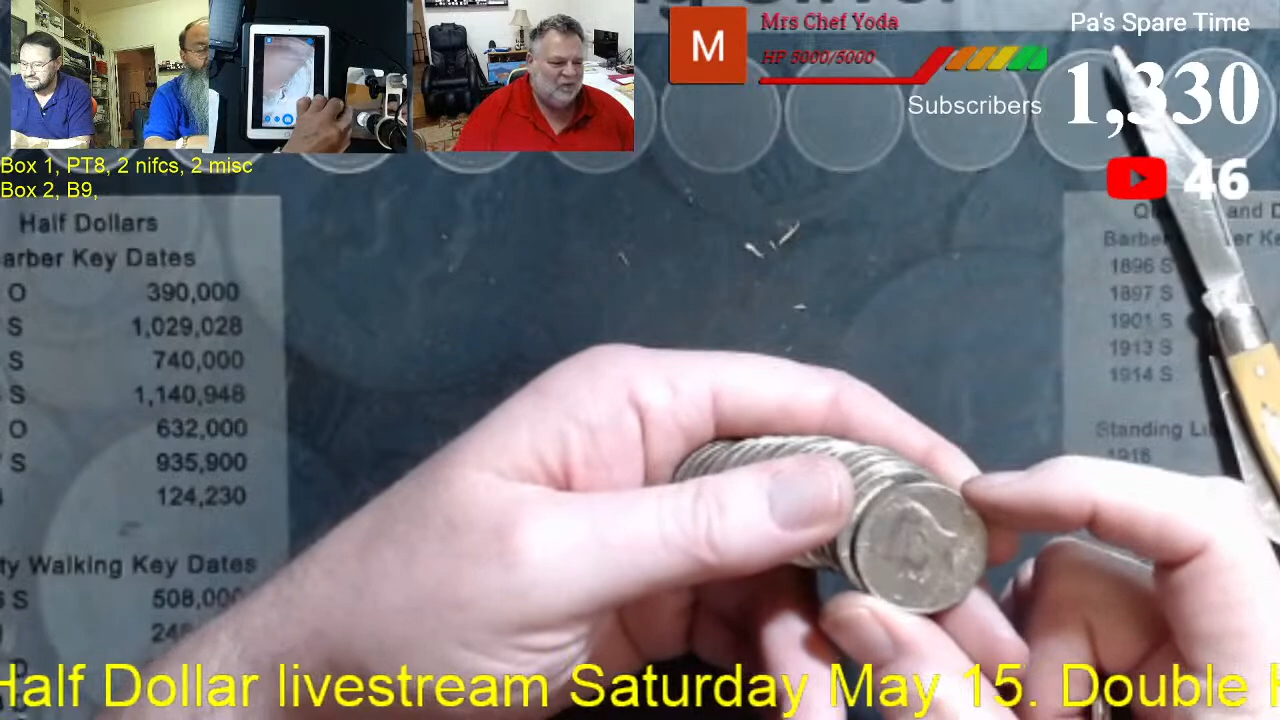 M
Mrs Chef Yoda
HP 5000/5000
Pa's Spare Time
Subscribers 1,330
46
Box 1, PT8, 2 nifcs, 2 misc
Box 2, B9,
Half Dollars
arber Key Dates
O 390,000
S 1,029,028
S 740,000
S 1,140,948
O 632,000
S 935,900
124,230
ty Walking Key Dates
S 508,000
and D
1896 S
1897 S
1901 S
1913 S
1914 S
Standing Li
1916
Half Dollar livestream Saturday May 15. Double